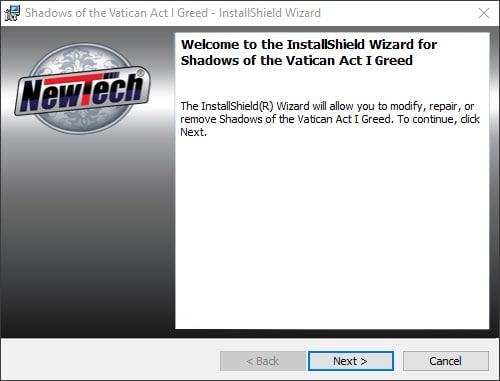 Shadows of the Vatican Act I Greed - InstallShield Wizard
NewTech®
Welcome to the InstallShield Wizard for
Shadows of the Vatican Act I Greed
The InstallShield(R) Wizard will allow you to modify, repair, or
remove Shadows of the Vatican Act I Greed. To continue, click
Next.
< Back
Next >
Cancel